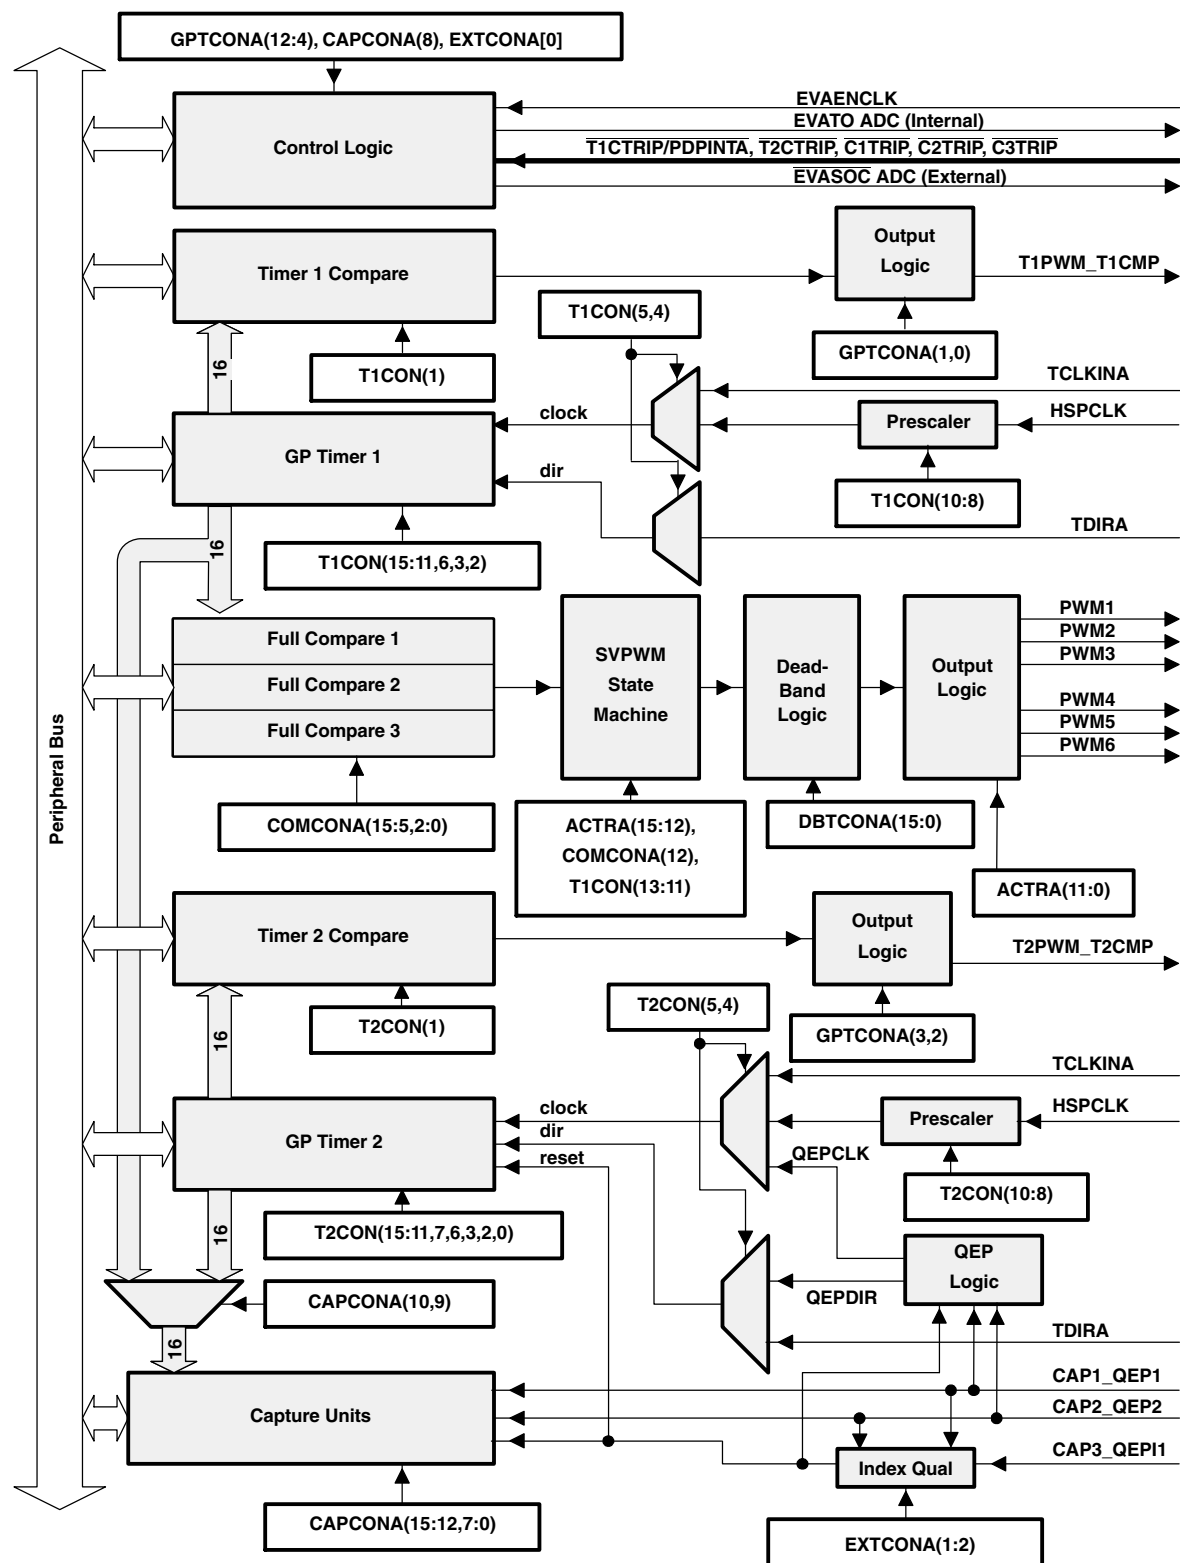 GPTCONA(12:4), CAPCONA(8), EXTCONA[0]
Control Logic
EVAENCLK
EVATO ADC (Internal)
T1CTRIP/PDPINTA, T2CTRIP, C1TRIP, C2TRIP, C3TRIP
EVASOC ADC (External)
Timer 1 Compare
Output
Logic
T1PWM_T1CMP
T1CON(5,4)
GPTCONA(1,0)
16
T1CON(1)
TCLKINA
clock
Prescaler
HSPCLK
GP Timer 1
dir
T1CON(10:8)
TDIRA
16
T1CON(15:11,6,3,2)
Full Compare 1
Full Compare 2
Full Compare 3
SVPWM
State
Machine
Dead-
Band
Logic
Output
Logic
PWM1
PWM2
PWM3
PWM4
PWM5
PWM6
Peripheral Bus
COMCONA(15:5,2:0)
ACTRA(15:12),
COMCONA(12),
T1CON(13:11)
DBTCONA(15:0)
ACTRA(11:0)
Timer 2 Compare
Output
Logic
T2PWM_T2CMP
T2CON(1)
T2CON(5,4)
GPTCONA(3,2)
16
TCLKINA
clock
Prescaler
HSPCLK
GP Timer 2
dir
reset
QEPCLK
T2CON(10:8)
16
T2CON(15:11,7,6,3,2,0)
QEP
Logic
QEPDIR
CAPCONA(10,9)
TDIRA
16
CAP1_QEP1
Capture Units
CAP2_QEP2
Index Qual
CAP3_QEPI1
CAPCONA(15:12,7:0)
EXTCONA(1:2)